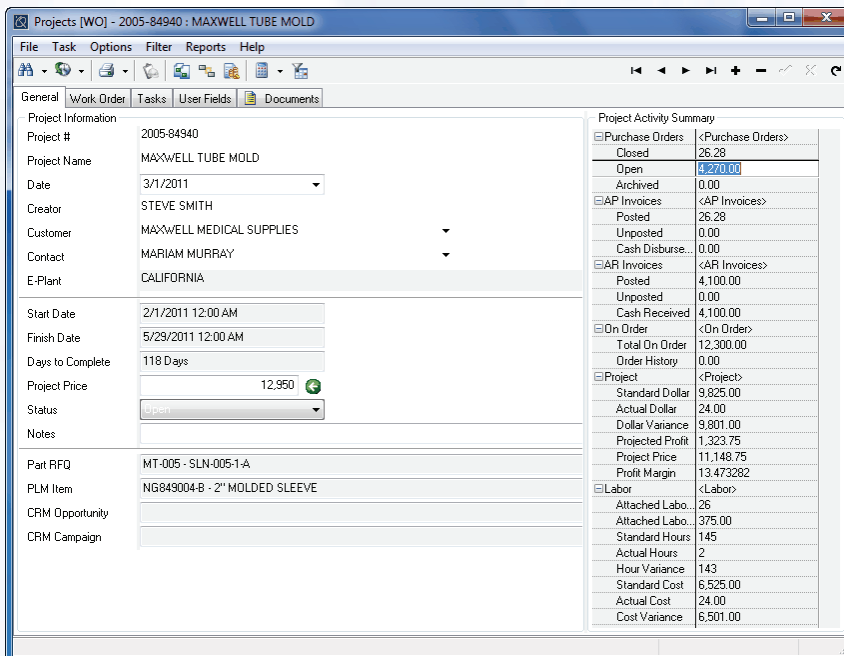 Projects [WO] - 2005-84940 : MAXWELL TUBE MOLD
File Task Options Filter Reports Help
General Work Order Tasks User Fields Documents
Project Information
Project # 2005-84940
Project Name MAXWELL TUBE MOLD
Date 3/1/2011
Creator STEVE SMITH
Customer MAXWELL MEDICAL SUPPLIES
Contact MARIAM MURRAY
E-Plant CALIFORNIA
Start Date 2/1/2011 12:00 AM
Finish Date 5/29/2011 12:00 AM
Days to Complete 118 Days
Project Price 12,950
Status Open
Notes
Part RFQ MT-005 - SLN-005-1-A
PLM Item NG849004-B - 2" MOLDED SLEEVE
CRM Opportunity
CRM Campaign
Project Activity Summary
Purchase Orders <Purchase Orders>
Closed 26.28
Open 4,270.00
Archived 0.00
AP Invoices <AP Invoices>
Posted 26.28
Unposted 0.00
Cash Disburse... 0.00
AR Invoices <AR Invoices>
Posted 4,100.00
Unposted 0.00
Cash Received 4,100.00
On Order <On Order>
Total On Order 12,300.00
Order History 0.00
Project <Project>
Standard Dollar 9,825.00
Actual Dollar 24.00
Dollar Variance 9,801.00
Projected Profit 1,323.75
Project Price 11,148.75
Profit Margin 13.473282
Labor <Labor>
Attached Labo... 26
Attached Labo... 375.00
Standard Hours 145
Actual Hours 2
Hour Variance 143
Standard Cost 6,525.00
Actual Cost 24.00
Cost Variance 6,501.00